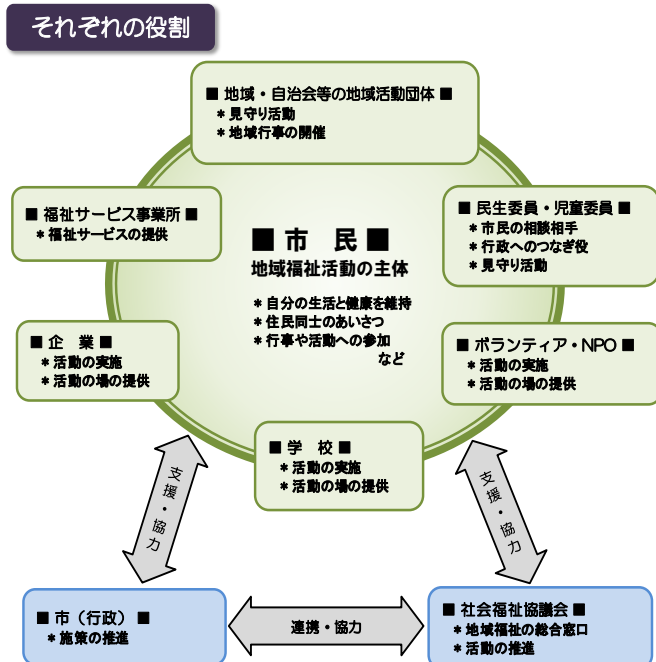 それぞれの役割
■ 地域・自治会等の地域活動団体 ■
＊見守り活動
＊地域行事の開催
■ 福祉サービス事業所 ■
＊福祉サービスの提供
■ 民生委員・児童委員 ■
＊市民の相談相手
＊行政へのつなぎ役
＊見守り活動
■ 市　民 ■
地域福祉活動の主体
＊自分の生活と健康を維持
＊住民同士のあいさつ
＊行事や活動への参加
など
■ 企　業 ■
＊活動の実施
＊活動の場の提供
■ ボランティア・NPO ■
＊活動の実施
＊活動の場の提供
■ 学　校 ■
＊活動の実施
＊活動の場の提供
支援・協力
支援・協力
■ 市（行政） ■
＊施策の推進
連携・協力
■ 社会福祉協議会 ■
＊地域福祉の総合窓口
＊活動の推進